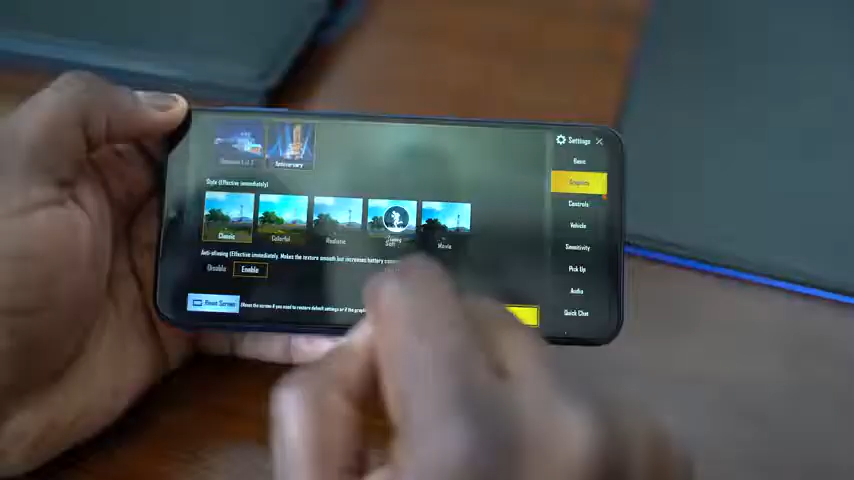 Settings
Anniversary
Basic
Graphics
Style (Effective immediately)
Controls
Classic
Colorful
Realistic
Soft
Movie
Vehicle
Sensitivity
Anti-aliasing (Effective immediately. Makes the texture smooth but increases battery
Disable
Enable
Pick Up
Audio
Reset Screen
Quick Chat